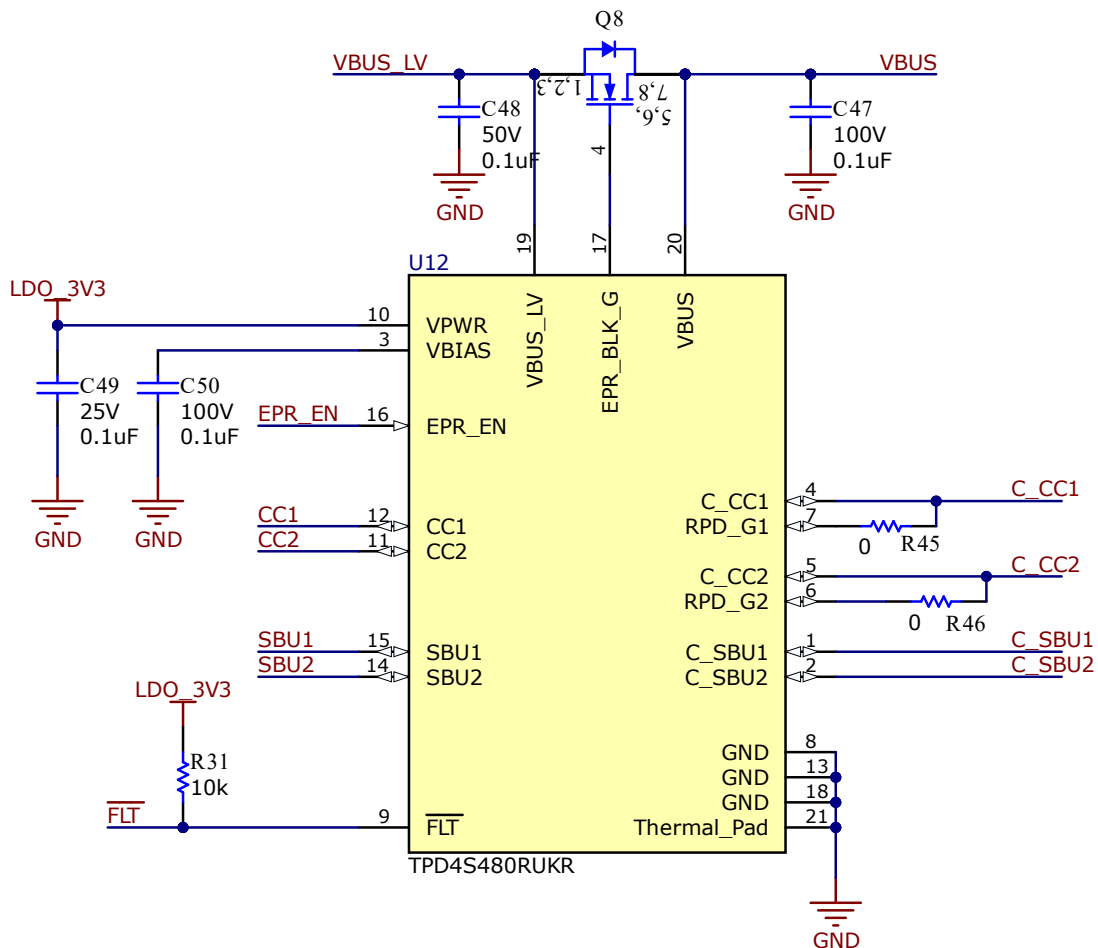 Q8
VBUS_LV
VBUS
1,2,3
7,8
5,6,
C48
50V
0.1uF
GND
4
C47
100V
0.1uF
GND
19
17
20
U12
LDO_3V3
10
VPWR
3
VBIAS
VBUS_LV
EPR_BLK_G
VBUS
C49
25V
0.1uF
C50
100V
0.1uF
EPR_EN
16
EPR_EN
GND
GND
C_CC1
4
C_CC1
CC1
12
CC1
RPD_G1
7
0
R45
CC2
11
CC2
C_CC2
5
C_CC2
RPD_G2
6
0
R46
SBU1
15
SBU1
C_SBU1
1
C_SBU1
SBU2
14
SBU2
C_SBU2
2
C_SBU2
LDO_3V3
R31
10k
GND
8
GND
13
GND
18
FLT
9
FLT
Thermal_Pad
21
TPD4S480RUKR
GND